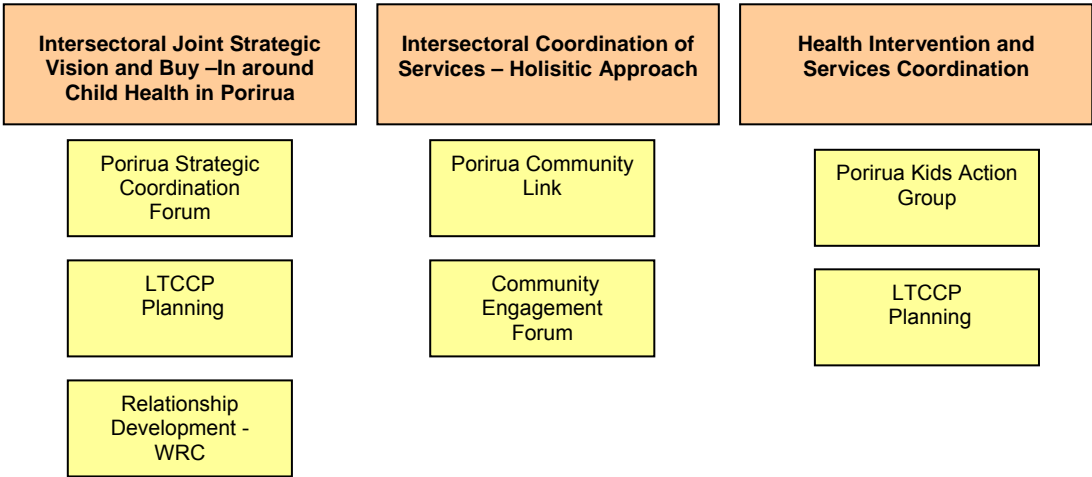 Intersectoral Joint Strategic
Vision and Buy –In around
Child Health in Porirua
Porirua Strategic
Coordination
Forum
LTCCP
Planning
Relationship
Development -
WRC
Intersectoral Coordination of
Services – Holisitic Approach
Porirua Community
Link
Community
Engagement
Forum
Health Intervention and
Services Coordination
Porirua Kids Action
Group
LTCCP
Planning